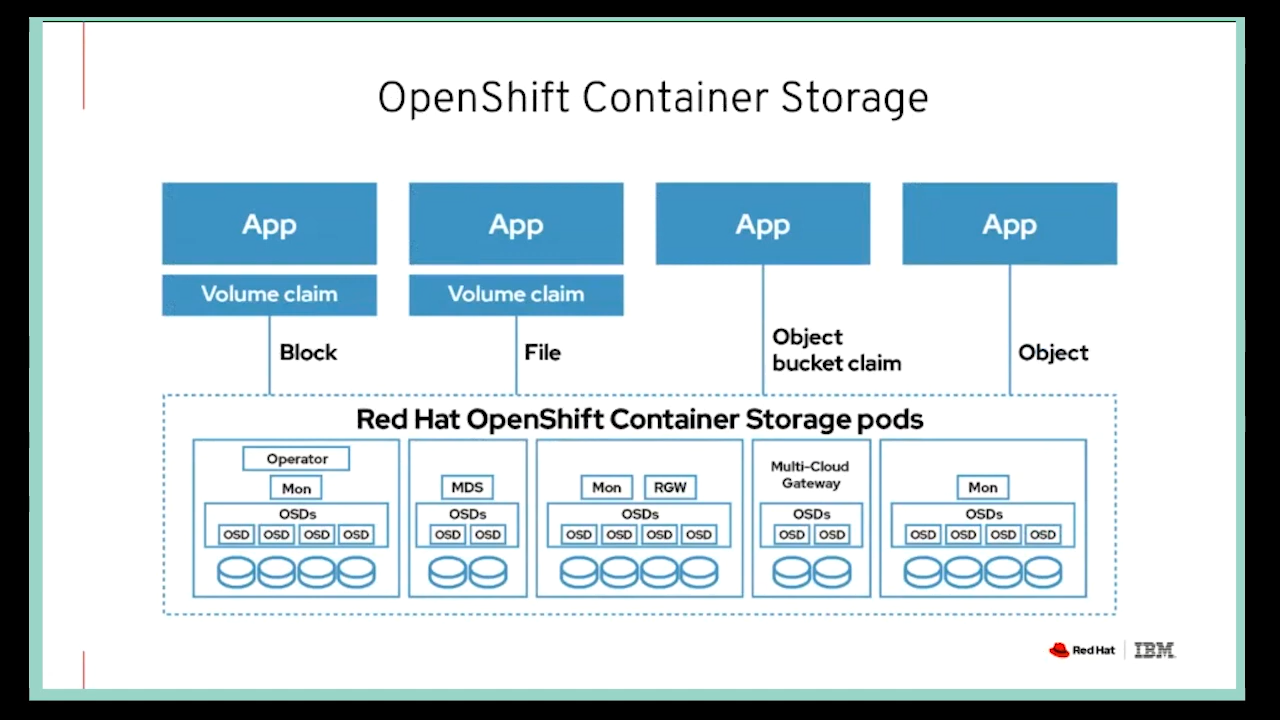 OpenShift Container Storage
App
App
App
App
Volume claim
Volume claim
Block
File
Object
bucket claim
Object
Red Hat OpenShift Container Storage pods
Operator
Mon
OSDs
OSD OSD OSD OSD
MDS
OSDs
OSD OSD
Mon RGW
OSDs
OSD OSD OSD OSD
Multi-Cloud
Gateway
OSDs
OSD OSD
Mon
OSDs
OSD OSD OSD OSD
Red Hat IBM